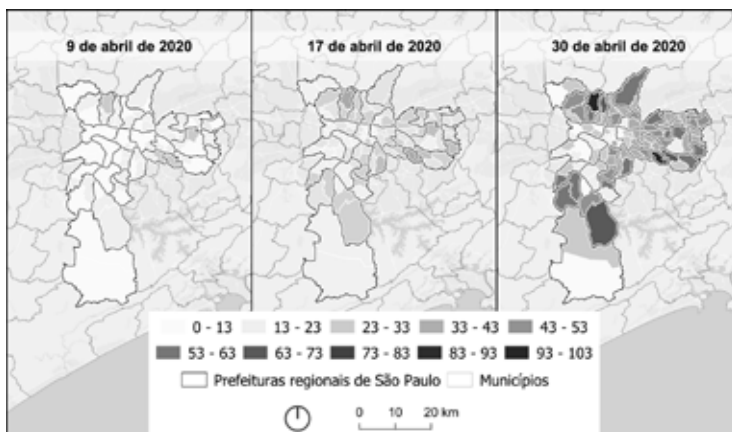 9 de abril de 2020
17 de abril de 2020
30 de abril de 2020
0 - 13
13 - 23
23 - 33
33 - 43
43 - 53
53 - 63
63 - 73
73 - 83
83 - 93
93 - 103
Prefeituras regionais de São Paulo
Municípios
0 10 20 km